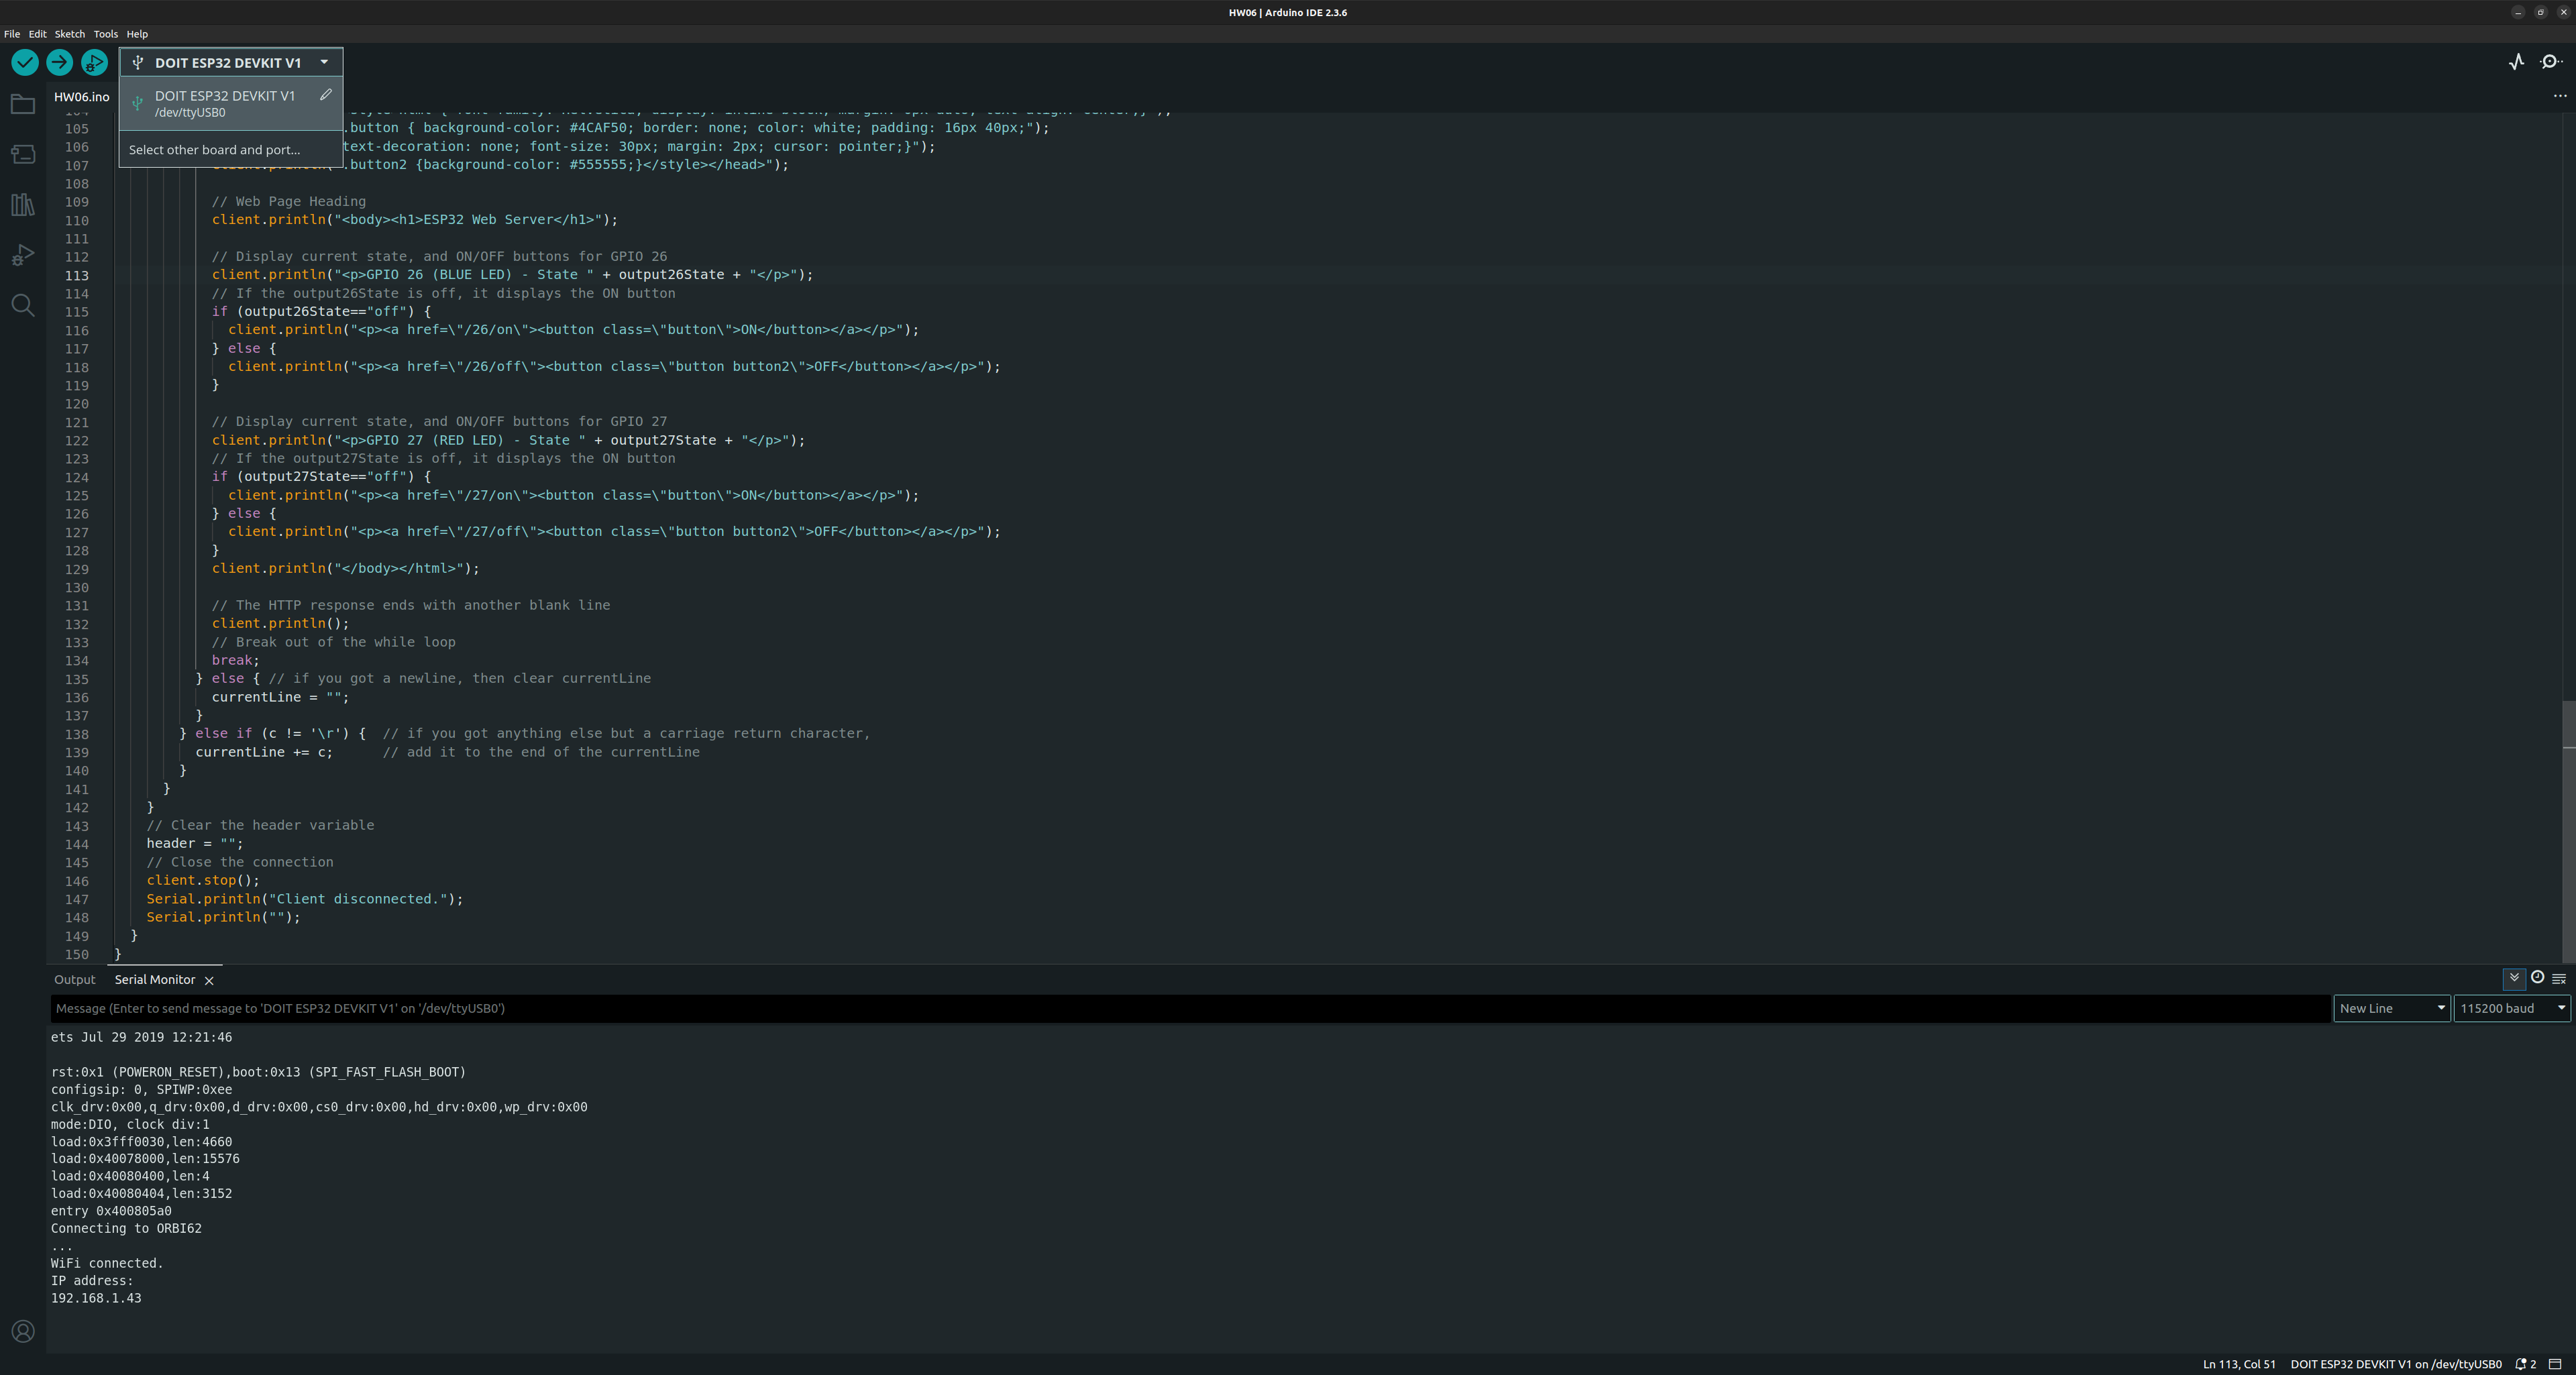 HW06 | Arduino IDE 2.3.6
File Edit Sketch Tools Help
DOIT ESP32 DEVKIT V1
DOIT ESP32 DEVKIT V1
/dev/ttyUSB0
Select other board and port...
HW06.ino
105 .button { background-color: #4CAF50; border: none; color: white; padding: 16px 40px;");
106 text-decoration: none; font-size: 30px; margin: 2px; cursor: pointer;}");
107 .button2 {background-color: #555555;}</style></head>");
108
109 // Web Page Heading
110 client.println("<body><h1>ESP32 Web Server</h1>");
111
112 // Display current state, and ON/OFF buttons for GPIO 26
113 client.println("<p>GPIO 26 (BLUE LED) - State " + output26State + "</p>");
114 // If the output26State is off, it displays the ON button
115 if (output26State=="off") {
116 client.println("<p><a href=\"/26/on\"><button class=\"button\">ON</button></a></p>");
117 } else {
118 client.println("<p><a href=\"/26/off\"><button class=\"button button2\">OFF</button></a></p>");
119 }
120
121 // Display current state, and ON/OFF buttons for GPIO 27
122 client.println("<p>GPIO 27 (RED LED) - State " + output27State + "</p>");
123 // If the output27State is off, it displays the ON button
124 if (output27State=="off") {
125 client.println("<p><a href=\"/27/on\"><button class=\"button\">ON</button></a></p>");
126 } else {
127 client.println("<p><a href=\"/27/off\"><button class=\"button button2\">OFF</button></a></p>");
128 }
129 client.println("</body></html>");
130
131 // The HTTP response ends with another blank line
132 client.println();
133 // Break out of the while loop
134 break;
135 } else { // if you got a newline, then clear currentLine
136 currentLine = "";
137 }
138 } else if (c != '\r') {  // if you got anything else but a carriage return character,
139 currentLine += c;      // add it to the end of the currentLine
140 }
141 }
142 }
143 // Clear the header variable
144 header = "";
145 // Close the connection
146 client.stop();
147 Serial.println("Client disconnected.");
148 Serial.println("");
149 }
150 }
Output Serial Monitor
Message (Enter to send message to 'DOIT ESP32 DEVKIT V1' on '/dev/ttyUSB0') New Line 115200 baud
ets Jul 29 2019 12:21:46
rst:0x1 (POWERON_RESET),boot:0x13 (SPI_FAST_FLASH_BOOT)
configsip: 0, SPIWP:0xee
clk_drv:0x00,q_drv:0x00,d_drv:0x00,cs0_drv:0x00,hd_drv:0x00,wp_drv:0x00
mode:DIO, clock div:1
load:0x3fff0030,len:4660
load:0x40078000,len:15576
load:0x40080400,len:4
load:0x40080404,len:3152
entry 0x400805a0
Connecting to ORBI62
...
WiFi connected.
IP address:
192.168.1.43
Ln 113, Col 51 DOIT ESP32 DEVKIT V1 on /dev/ttyUSB0 2